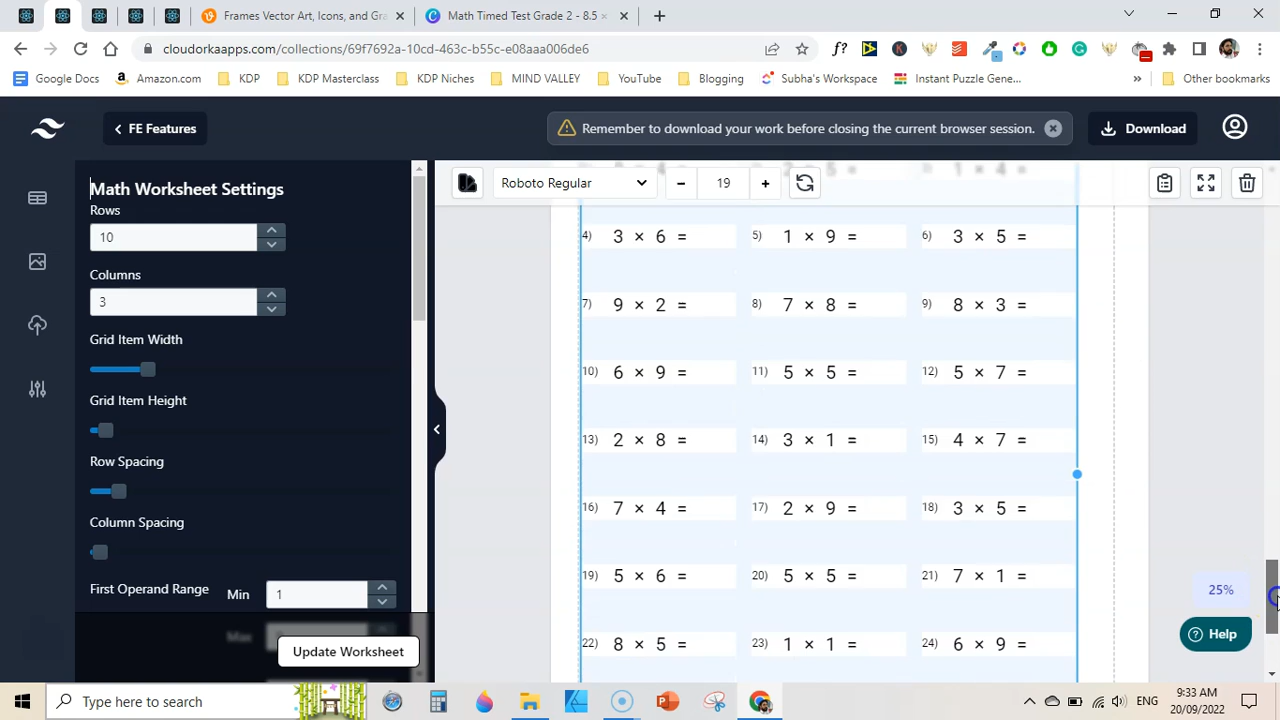 Frames Vector Art, Icons, and Gra
Math Timed Test Grade 2 - 8.5
cloudorkaapps.com/collections/69f7692a-10cd-463c-b55c-e08aaa006de6
Google Docs
Amazon.com
KDP
KDP Masterclass
KDP Niches
MIND VALLEY
YouTube
Blogging
Subha's Workspace
Instant Puzzle Gene...
Other bookmarks
FE Features
Remember to download your work before closing the current browser session.
Download
Math Worksheet Settings
Rows
10
Columns
3
Grid Item Width
Grid Item Height
Row Spacing
Column Spacing
First Operand Range
Min
1
Max
Update Worksheet
Roboto Regular
19
4) 3 × 6 = 5) 1 × 9 = 6) 3 × 5 =
7) 9 × 2 = 8) 7 × 8 = 9) 8 × 3 =
10) 6 × 9 = 11) 5 × 5 = 12) 5 × 7 =
13) 2 × 8 = 14) 3 × 1 = 15) 4 × 7 =
16) 7 × 4 = 17) 2 × 9 = 18) 3 × 5 =
19) 5 × 6 = 20) 5 × 5 = 21) 7 × 1 =
22) 8 × 5 = 23) 1 × 1 = 24) 6 × 9 =
25%
Help
Type here to search
ENG
9:33 AM
20/09/2022